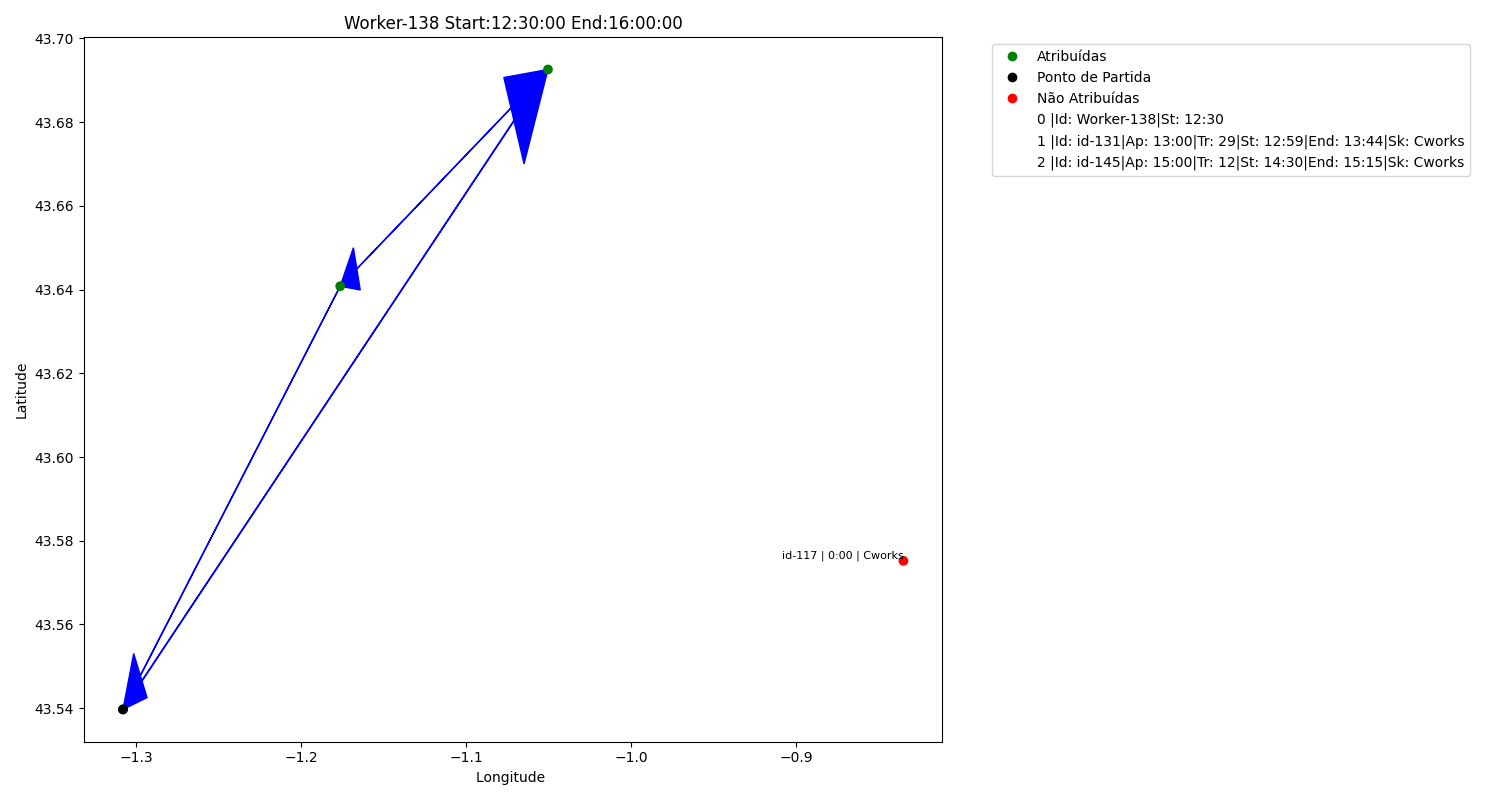 Worker-138 Start:12:30:00 End:16:00:00
43.70
43.68
43.66
43.64
43.62
43.60
43.58
43.56
43.54
Latitude
−1.3
−1.2
−1.1
−1.0
−0.9
Longitude
id-117 | 0:00 | Cworks
Atribuídas
Ponto de Partida
Não Atribuídas
0 |Id: Worker-138|St: 12:30
1 |Id: id-131|Ap: 13:00|Tr: 29|St: 12:59|End: 13:44|Sk: Cworks
2 |Id: id-145|Ap: 15:00|Tr: 12|St: 14:30|End: 15:15|Sk: Cworks